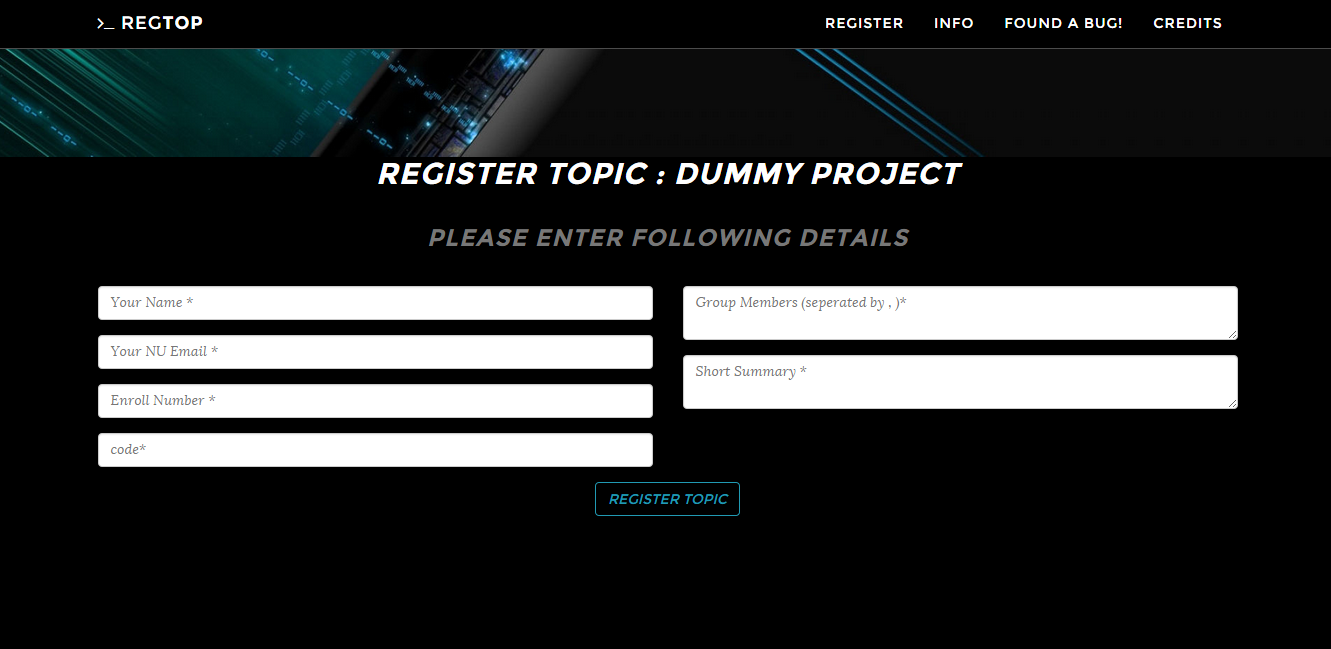 >_ REGTOP
REGISTER INFO FOUND A BUG! CREDITS
REGISTER TOPIC : DUMMY PROJECT
PLEASE ENTER FOLLOWING DETAILS
Your Name *
Your NU Email *
Enroll Number *
code*
Group Members (seperated by , )*
Short Summary *
REGISTER TOPIC